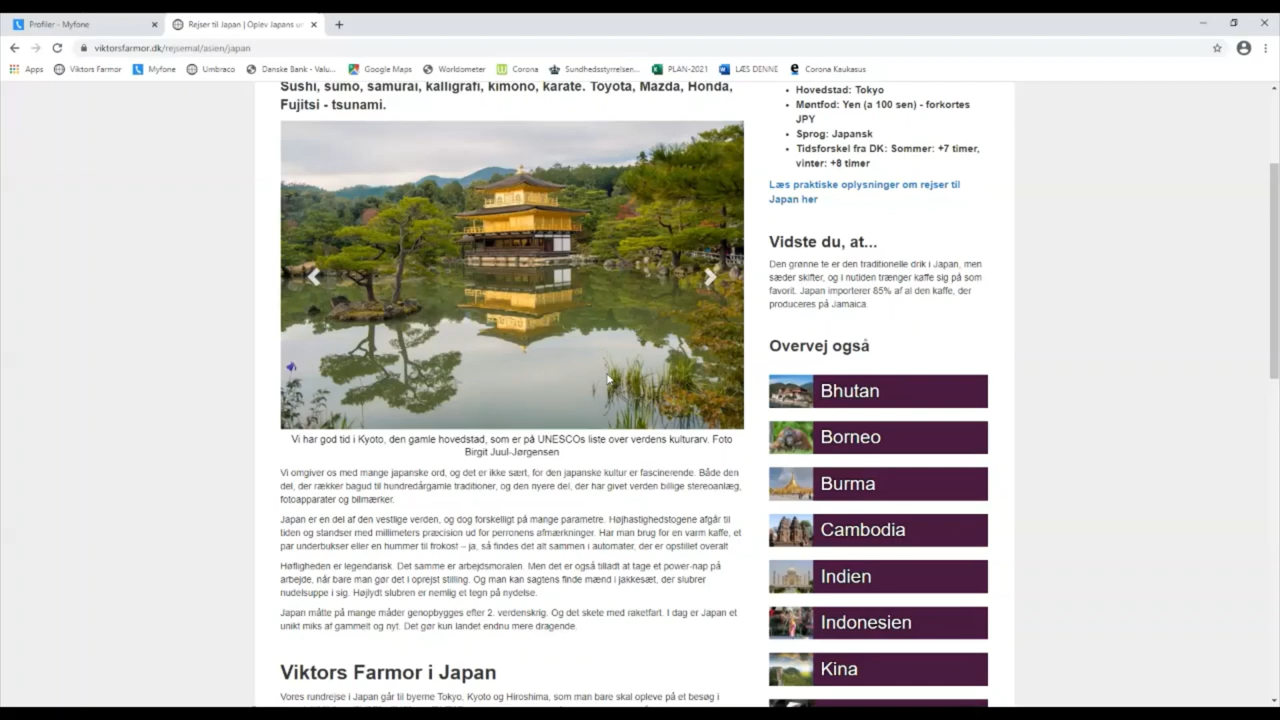 Profiler - Myfone
Rejser til Japan | Oplev Japans un
viktorsfarmor.dk/rejsemal/asien/japan
Apps
Viktors Farmor
Myfone
Umbraco
Danske Bank - Valu...
Google Maps
Worldometer
Corona
Sundhedsstyrrelsen...
PLAN-2021
LÆS DENNE
Corona Kaukasus
Sushi, sumo, samurai, kalligrafi, kimono, karate. Toyota, Mazda, Honda,
Fujitsi - tsunami.
Vi har god tid i Kyoto, den gamle hovedstad, som er på UNESCOs liste over verdens kulturarv. Foto
Birgit Juul-Jørgensen
Vi omgiver os med mange japanske ord, og det er ikke sært, for den japanske kultur er fascinerende. Både den
del, der rækker bagud til hundredårgamle traditioner, og den nyere del, der har givet verden billige stereoanlæg,
fotoapparater og bilmærker.
Japan er en del af den vestlige verden, og dog forskelligt på mange parametre. Højhastighedstogene afgår til
tiden og standser med millimeters præcision ud for perronens afmærkninger. Har man brug for en varm kaffe, et
par underbukser eller en hummer til frokost – ja, så findes det alt sammen i automater, der er opstillet overalt
Høfligheden er legendarisk. Det samme er arbejdsmoralen. Men det er også tilladt at tage et power-nap på
arbejde, når bare man gør det i oprejst stilling. Og man kan sagtens finde mænd i jakkesæt, der slubrer
nudelsuppe i sig. Højlydt slubren er nemlig et tegn på nydelse.
Japan måtte på mange måder genopbygges efter 2. verdenskrig. Og det skete med raketfart. I dag er Japan et
unikt miks af gammelt og nyt. Det gør kun landet endnu mere dragende.
Viktors Farmor i Japan
Vores rundrejse i Japan går til byerne Tokyo, Kyoto og Hiroshima, som man bare skal opleve på et besøg i
Hovedstad: Tokyo
Møntfod: Yen (a 100 sen) - forkortes
JPY
Sprog: Japansk
Tidsforskel fra DK: Sommer: +7 timer,
vinter: +8 timer
Læs praktiske oplysninger om rejser til
Japan her
Vidste du, at...
Den grønne te er den traditionelle drik i Japan, men
sæder skifter, og i nutiden trænger kaffe sig på som
favorit. Japan importerer 85% af al den kaffe, der
produceres på Jamaica.
Overvej også
Bhutan
Borneo
Burma
Cambodia
Indien
Indonesien
Kina